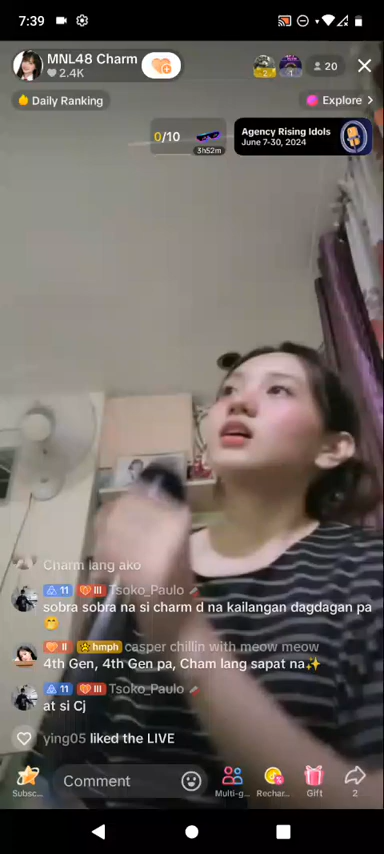 7:39
MNL48 Charm
2.4K
20
Daily Ranking
Explore >
0/10
3h52m
Agency Rising Idols
June 7-30, 2024
Charm lang ako
11 III Tsoko_Paulo
sobra sobra na si charm d na kailangan dagdagan pa
II hmph casper chillin with meow meow
4th Gen, 4th Gen pa, Cham lang sapat na
11 III Tsoko_Paulo
at si Cj
ying05 liked the LIVE
Comment
Subsc...
Multi-g...
Rechar...
Gift
2